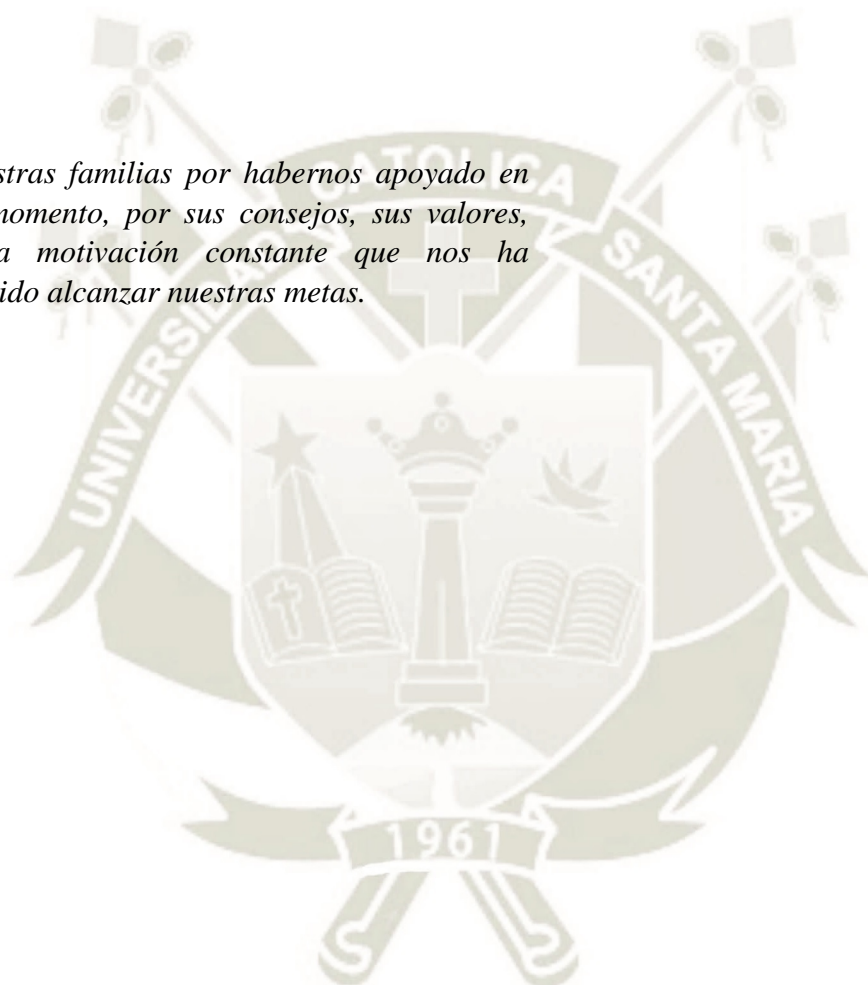 stras familias por habernos apoyado en
momento, por sus consejos, sus valores,
a motivación constante que nos ha
ido alcanzar nuestras metas.
UNIVERSIDAD CATOLICA SANTA MARIA
1961